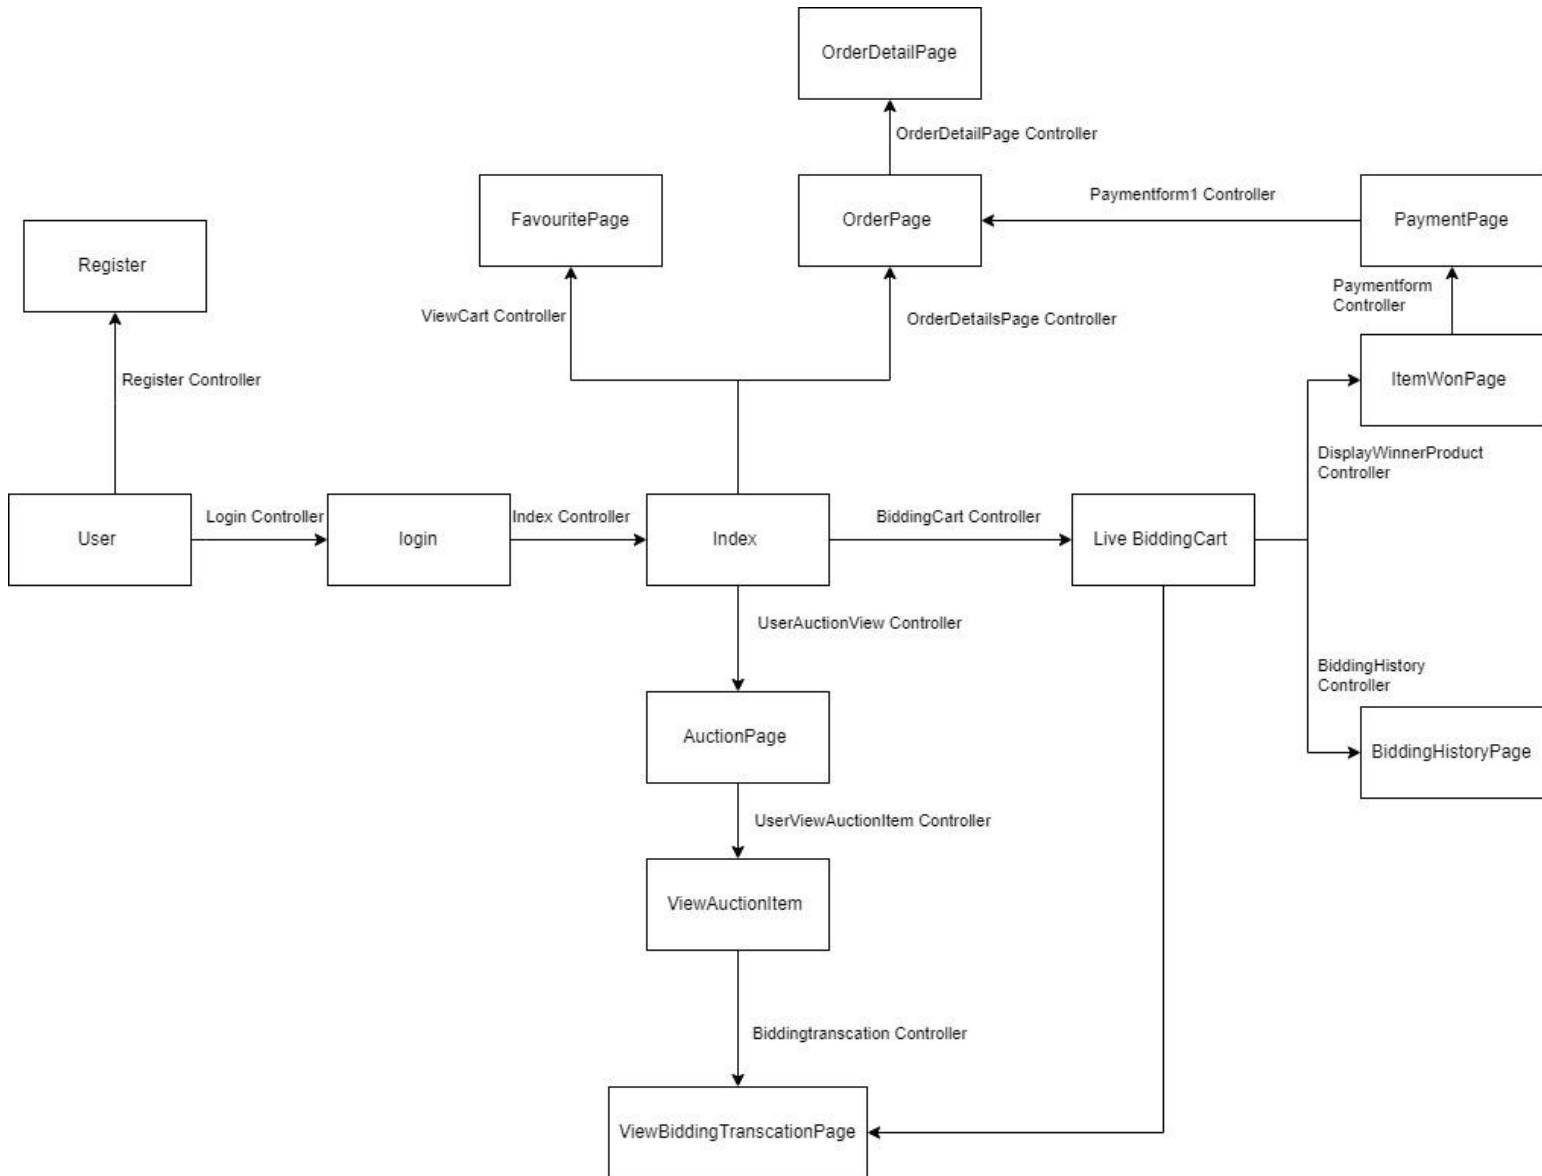 OrderDetailPage
OrderDetailPage Controller
FavouritePage
OrderPage
Paymentform1 Controller
PaymentPage
Register
ViewCart Controller
OrderDetailsPage Controller
Paymentform
Controller
Register Controller
ItemWonPage
DisplayWinnerProduct
Controller
User
Login Controller
login
Index Controller
Index
BiddingCart Controller
Live BiddingCart
UserAuctionView Controller
BiddingHistory
Controller
AuctionPage
BiddingHistoryPage
UserViewAuctionItem Controller
ViewAuctionItem
Biddingtranscation Controller
ViewBiddingTranscationPage